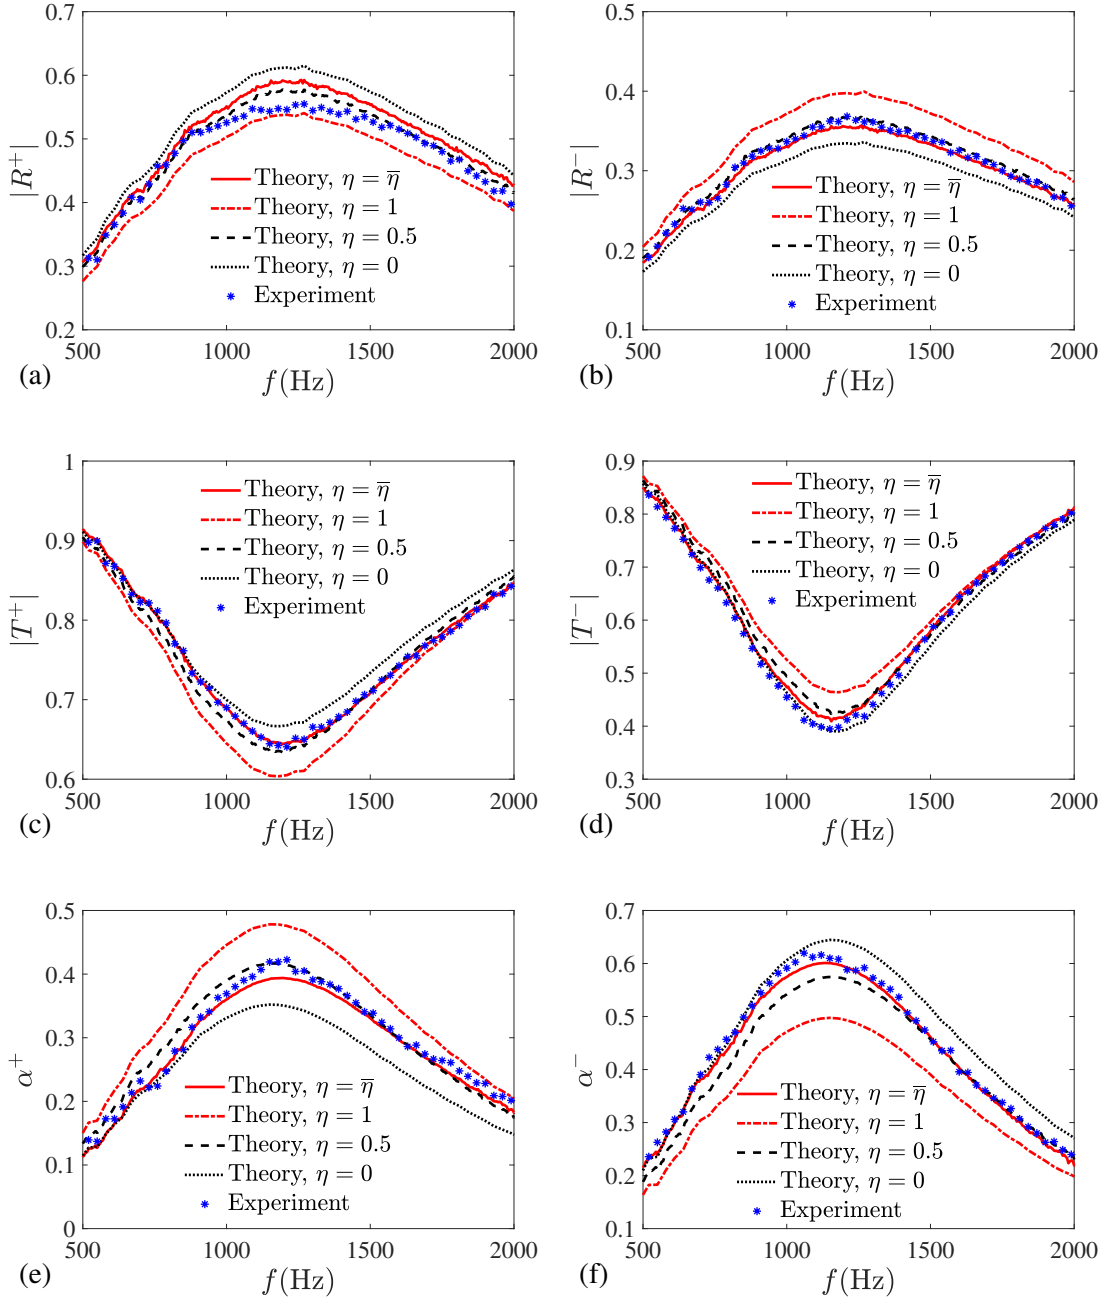 0.7
0.6
0.5
0.4
0.3
0.2
|R⁺|
Theory, η = η̅
Theory, η = 1
Theory, η = 0.5
Theory, η = 0
Experiment
500 1000 1500 2000
(a) f(Hz)
0.5
0.4
0.3
0.2
0.1
|R⁻|
Theory, η = η̅
Theory, η = 1
Theory, η = 0.5
Theory, η = 0
Experiment
500 1000 1500 2000
(b) f(Hz)
1
0.9
0.8
0.7
0.6
|T⁺|
Theory, η = η̅
Theory, η = 1
Theory, η = 0.5
Theory, η = 0
Experiment
500 1000 1500 2000
(c) f(Hz)
0.9
0.8
0.7
0.6
0.5
0.4
0.3
|T⁻|
Theory, η = η̅
Theory, η = 1
Theory, η = 0.5
Theory, η = 0
Experiment
500 1000 1500 2000
(d) f(Hz)
0.5
0.4
0.3
0.2
0.1
0
α⁺
Theory, η = η̅
Theory, η = 1
Theory, η = 0.5
Theory, η = 0
Experiment
500 1000 1500 2000
(e) f(Hz)
0.7
0.6
0.5
0.4
0.3
0.2
0.1
α⁻
Theory, η = η̅
Theory, η = 1
Theory, η = 0.5
Theory, η = 0
Experiment
500 1000 1500 2000
(f) f(Hz)